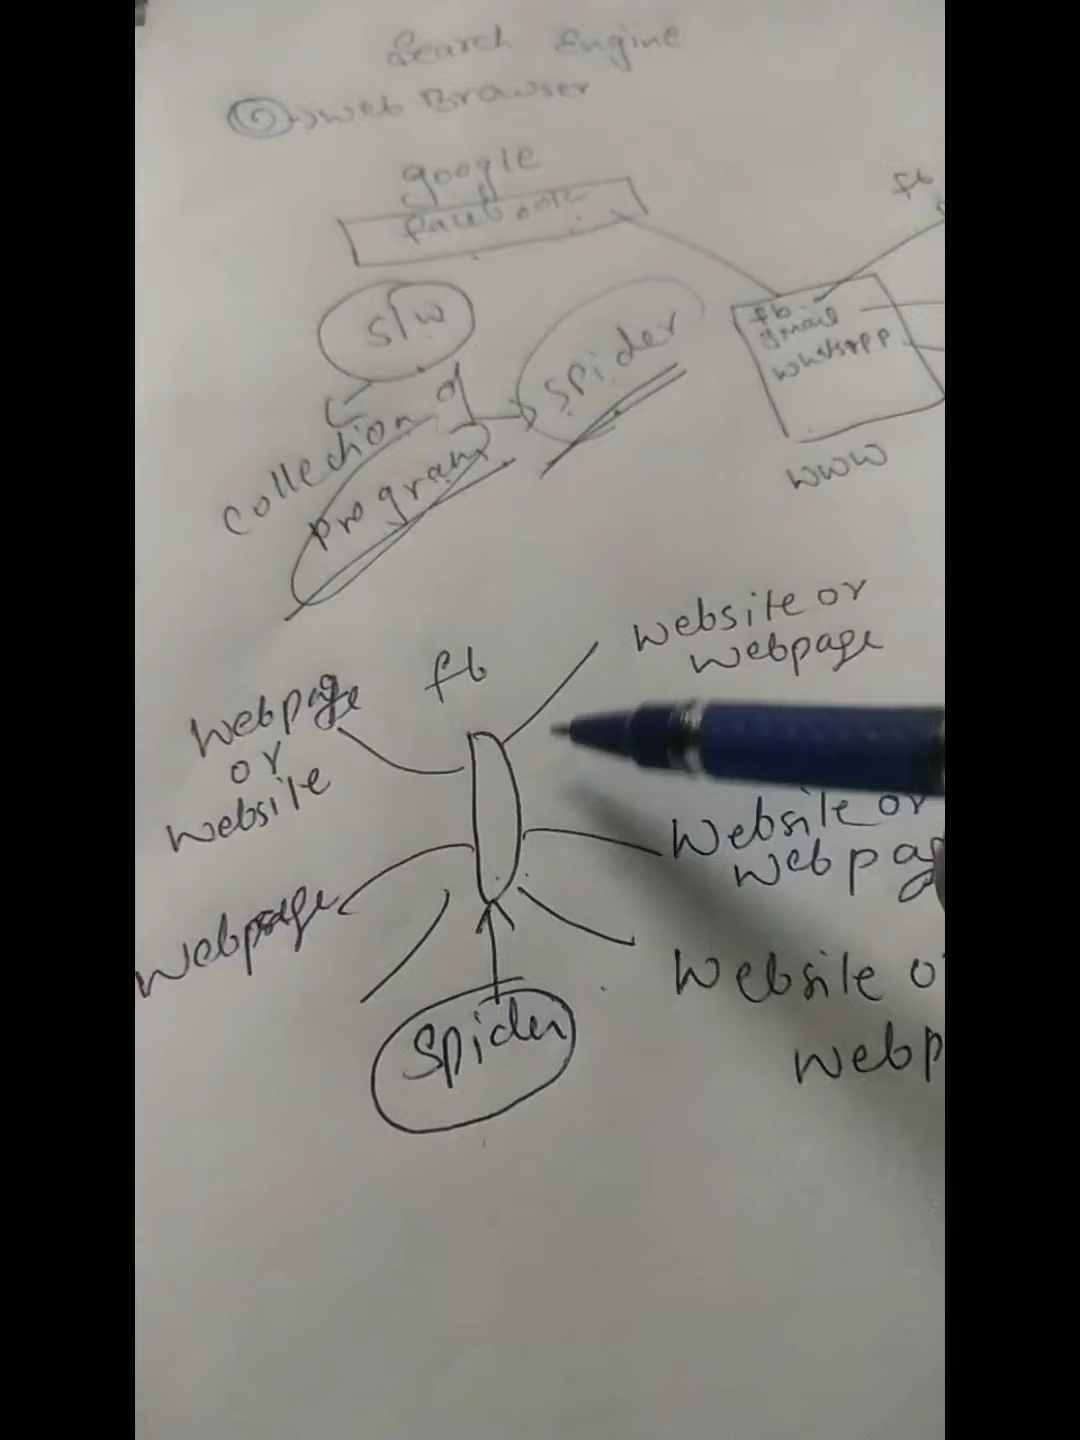 Search Engine
web Browser
google
facebook
fb
S/W
spider
fb
gmail
whatsapp
collection of
program
www
website or
webpage
fb
webpage
or
website
website or
webpag
webpage
website o
webp
Spider